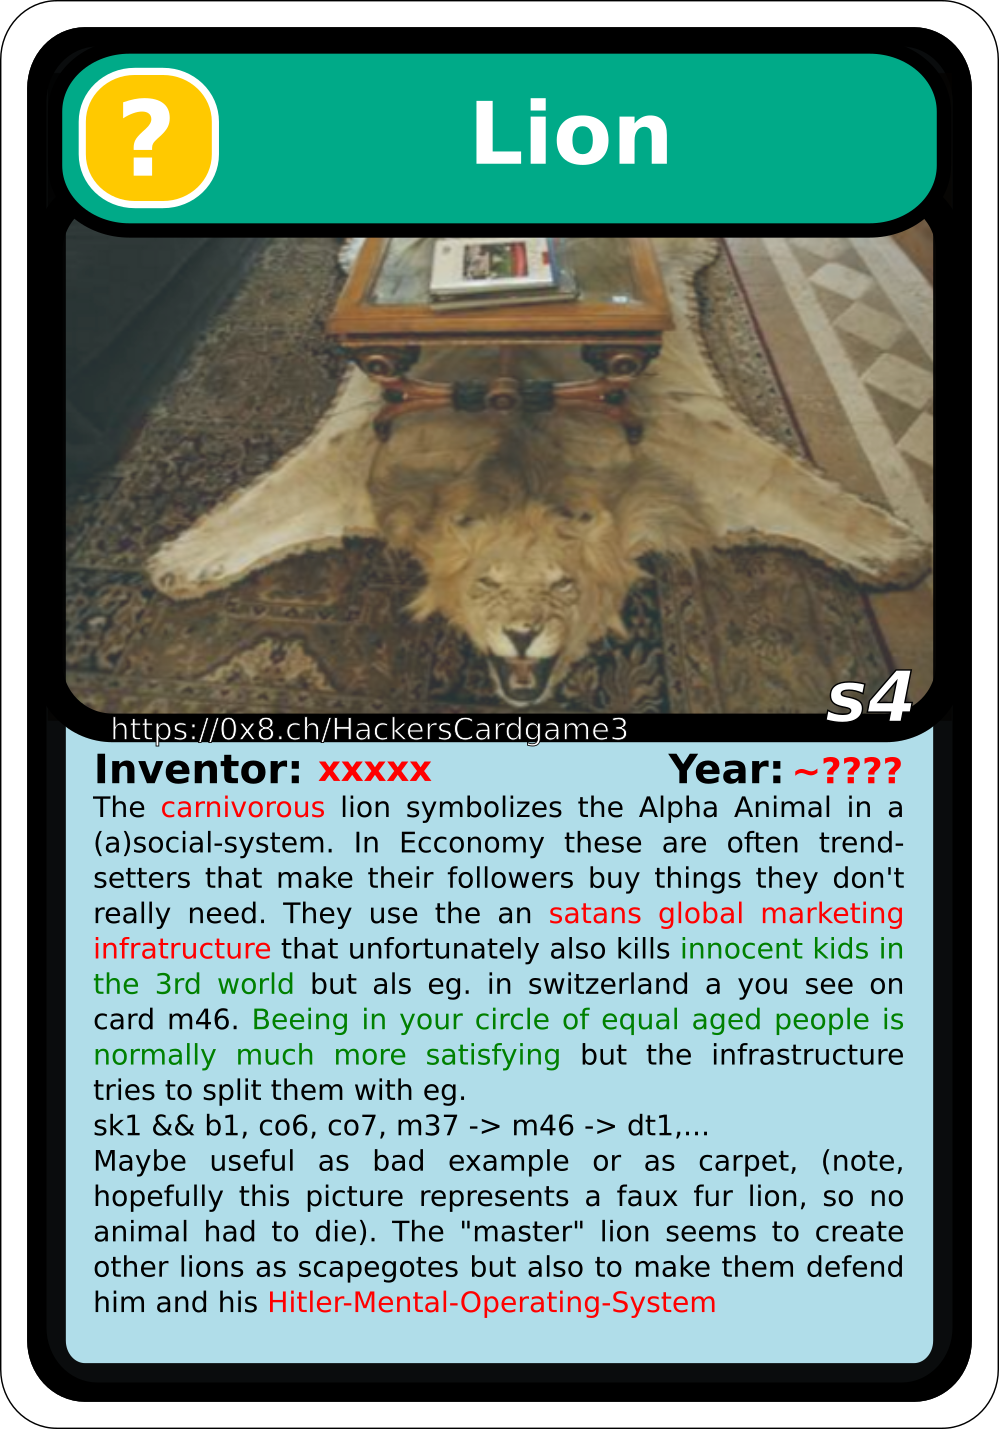 ?
Lion
s4
https://0x8.ch/HackersCardgame3
Inventor: xxxxx Year: ~????
The carnivorous lion symbolizes the Alpha Animal in a
(a)social-system. In Ecconomy these are often trend-
setters that make their followers buy things they don't
really need. They use the an satans global marketing
infratructure that unfortunately also kills innocent kids in
the 3rd world but als eg. in switzerland a you see on
card m46. Beeing in your circle of equal aged people is
normally much more satisfying but the infrastructure
tries to split them with eg.
sk1 && b1, co6, co7, m37 -> m46 -> dt1,...
Maybe useful as bad example or as carpet, (note,
hopefully this picture represents a faux fur lion, so no
animal had to die). The "master" lion seems to create
other lions as scapegotes but also to make them defend
him and his Hitler-Mental-Operating-System